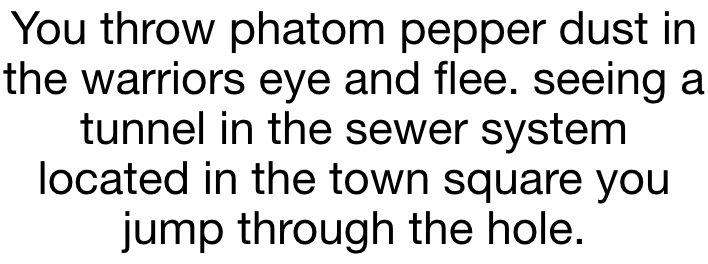 You throw phatom pepper dust in
the warriors eye and flee. seeing a
tunnel in the sewer system
located in the town square you
jump through the hole.